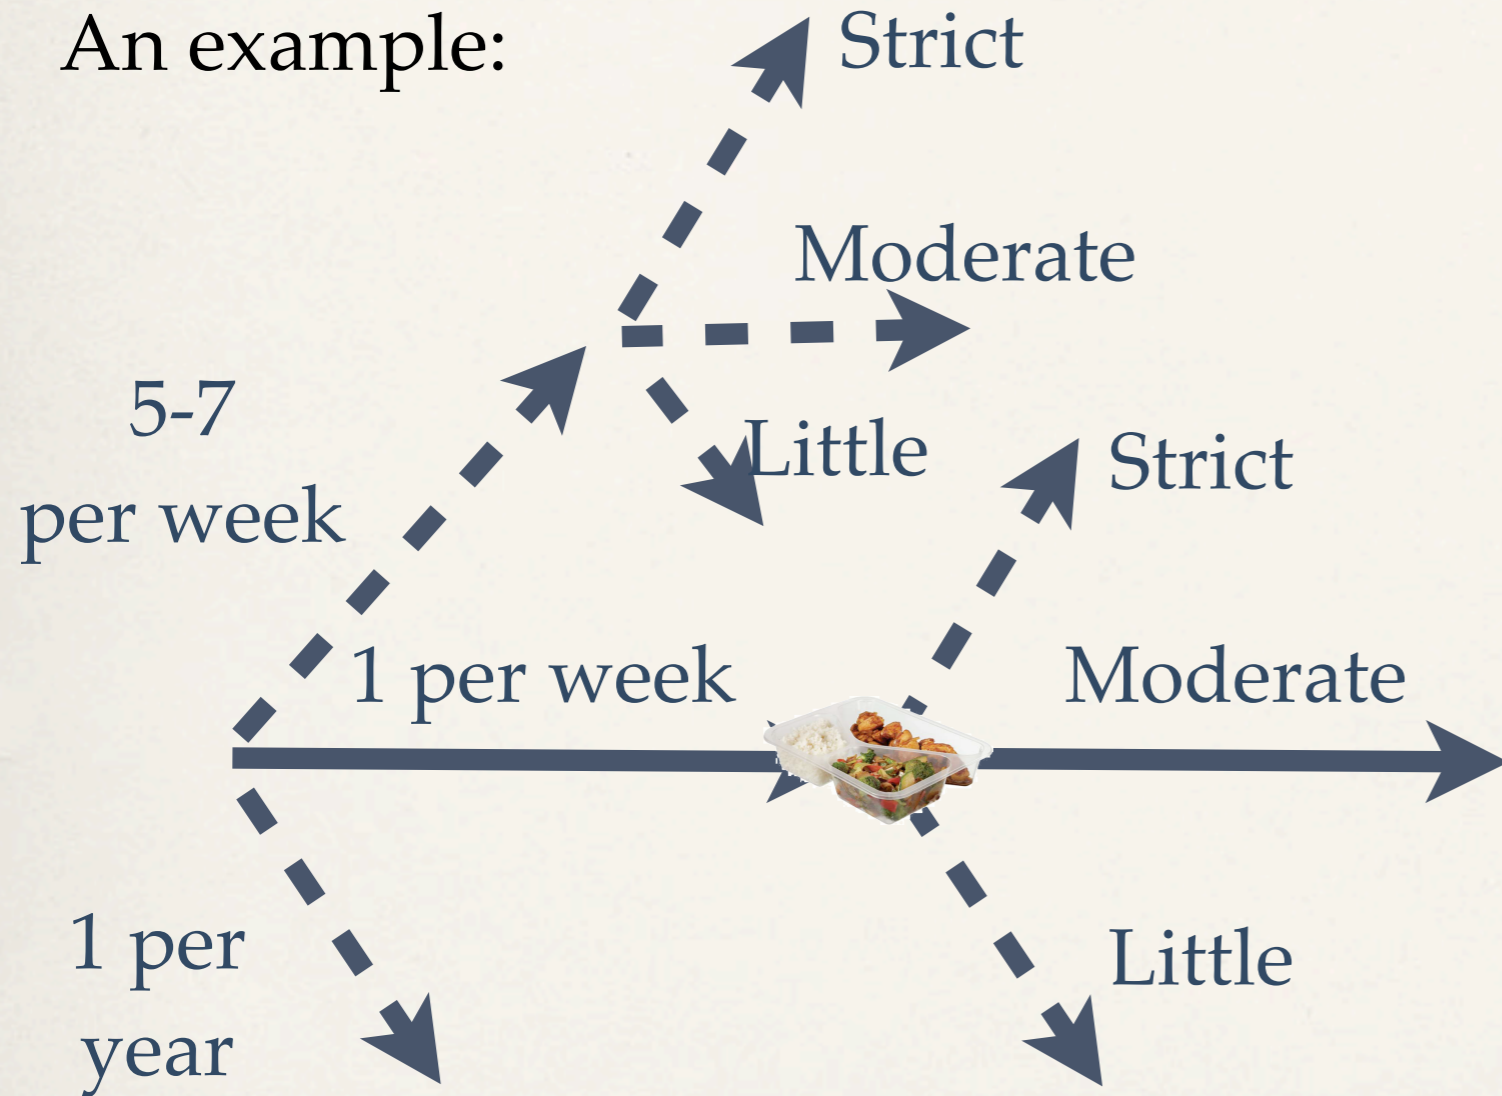 An example:
Strict
Moderate
5-7
per week
Little
Strict
1 per week
Moderate
1 per
year
Little